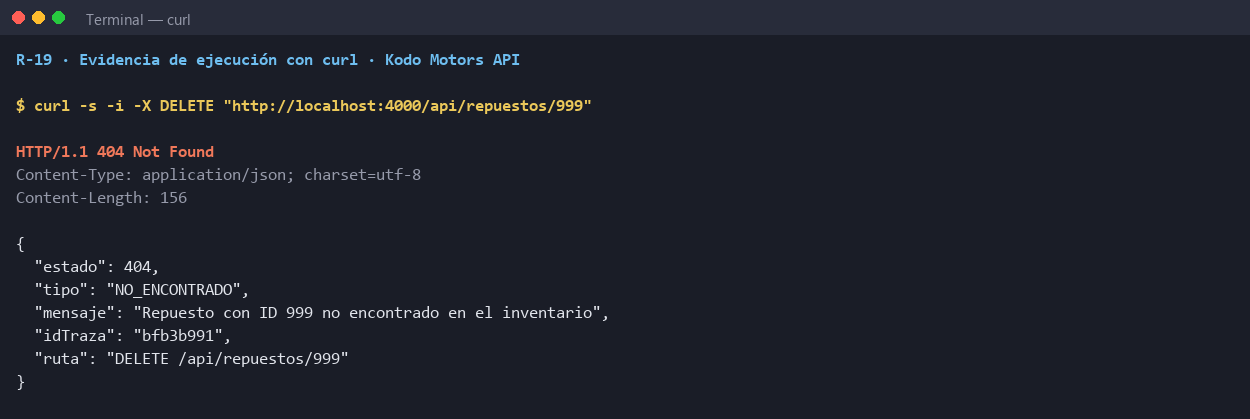 Terminal — curl
R-19 · Evidencia de ejecución con curl · Kodo Motors API
$ curl -s -i -X DELETE "http://localhost:4000/api/repuestos/999"
HTTP/1.1 404 Not Found
Content-Type: application/json; charset=utf-8
Content-Length: 156
{
  "estado": 404,
  "tipo": "NO_ENCONTRADO",
  "mensaje": "Repuesto con ID 999 no encontrado en el inventario",
  "idTraza": "bfb3b991",
  "ruta": "DELETE /api/repuestos/999"
}